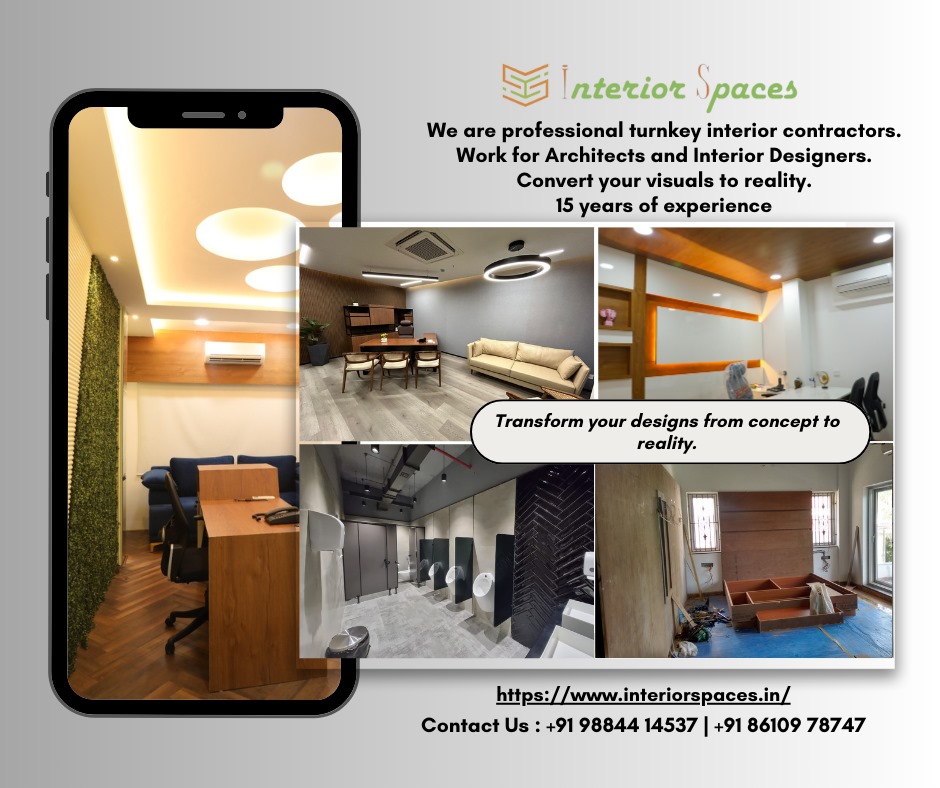 Interior Spaces
We are professional turnkey interior contractors.
Work for Architects and Interior Designers.
Convert your visuals to reality.
15 years of experience
Transform your designs from concept to
reality.
https://www.interiorspaces.in/
Contact Us : +91 98844 14537 | +91 86109 78747